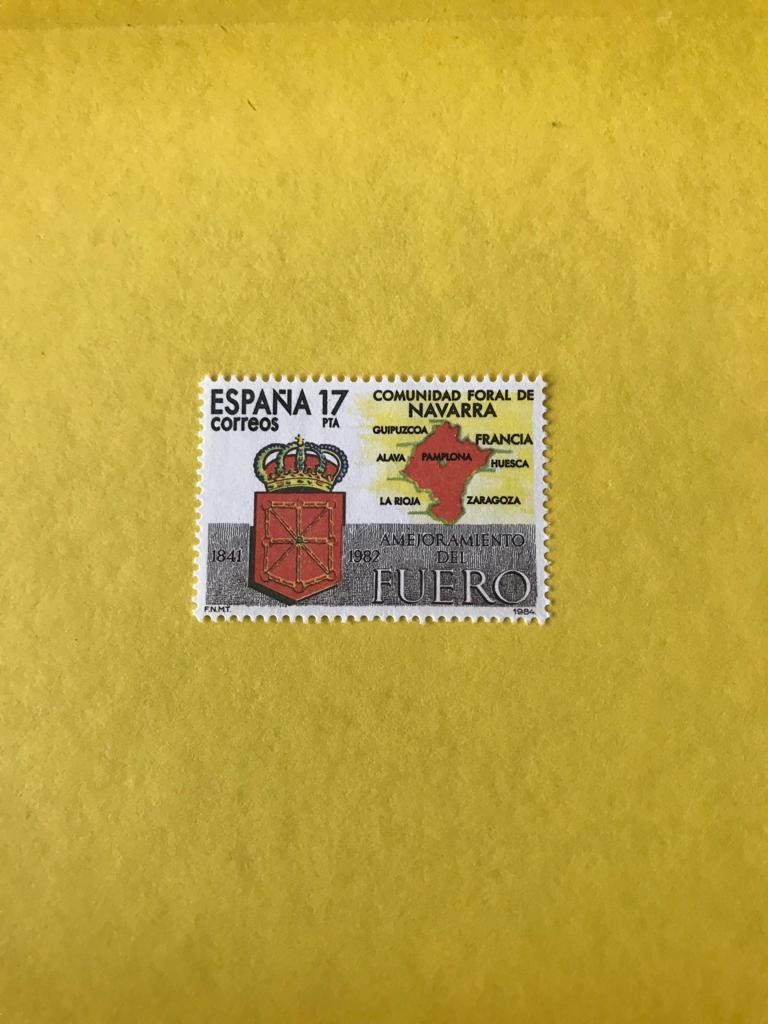 ESPAÑA 17
correos PTA
COMUNIDAD FORAL DE
NAVARRA
GUIPUZCOA
FRANCIA
ALAVA PAMPLONA HUESCA
LA RIOJA ZARAGOZA
1841 1982
AMEJORAMIENTO
DEL
FUERO
F.N.M.T. 1984